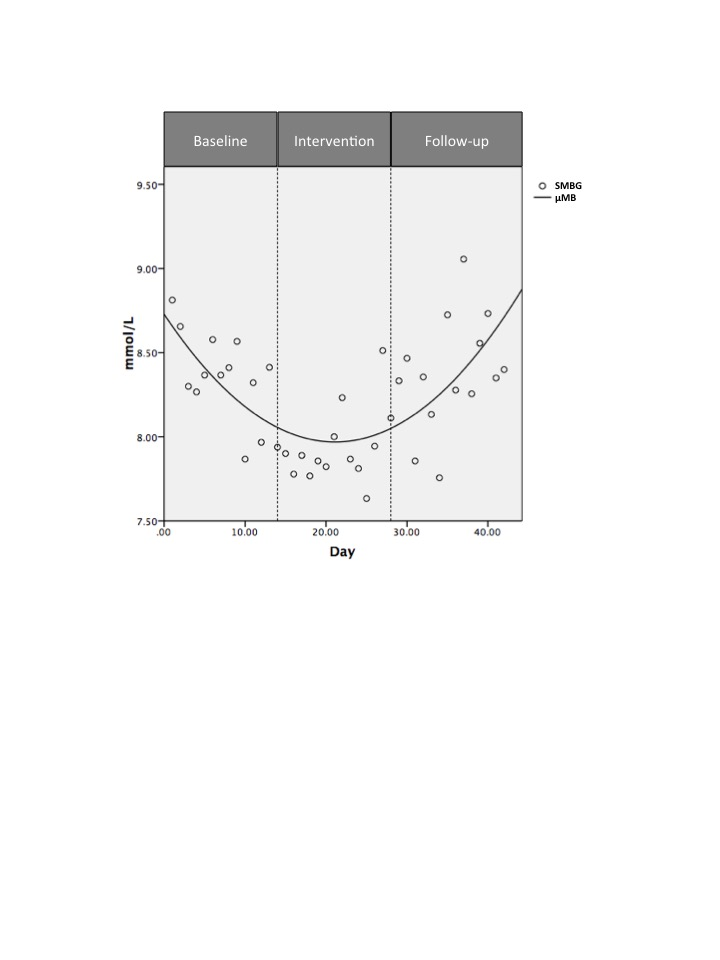 Baseline Intervention Follow-up
SMBG
μMB
9.50
9.00
8.50
8.00
7.50
mmol/L
.00 10.00 20.00 30.00 40.00
Day